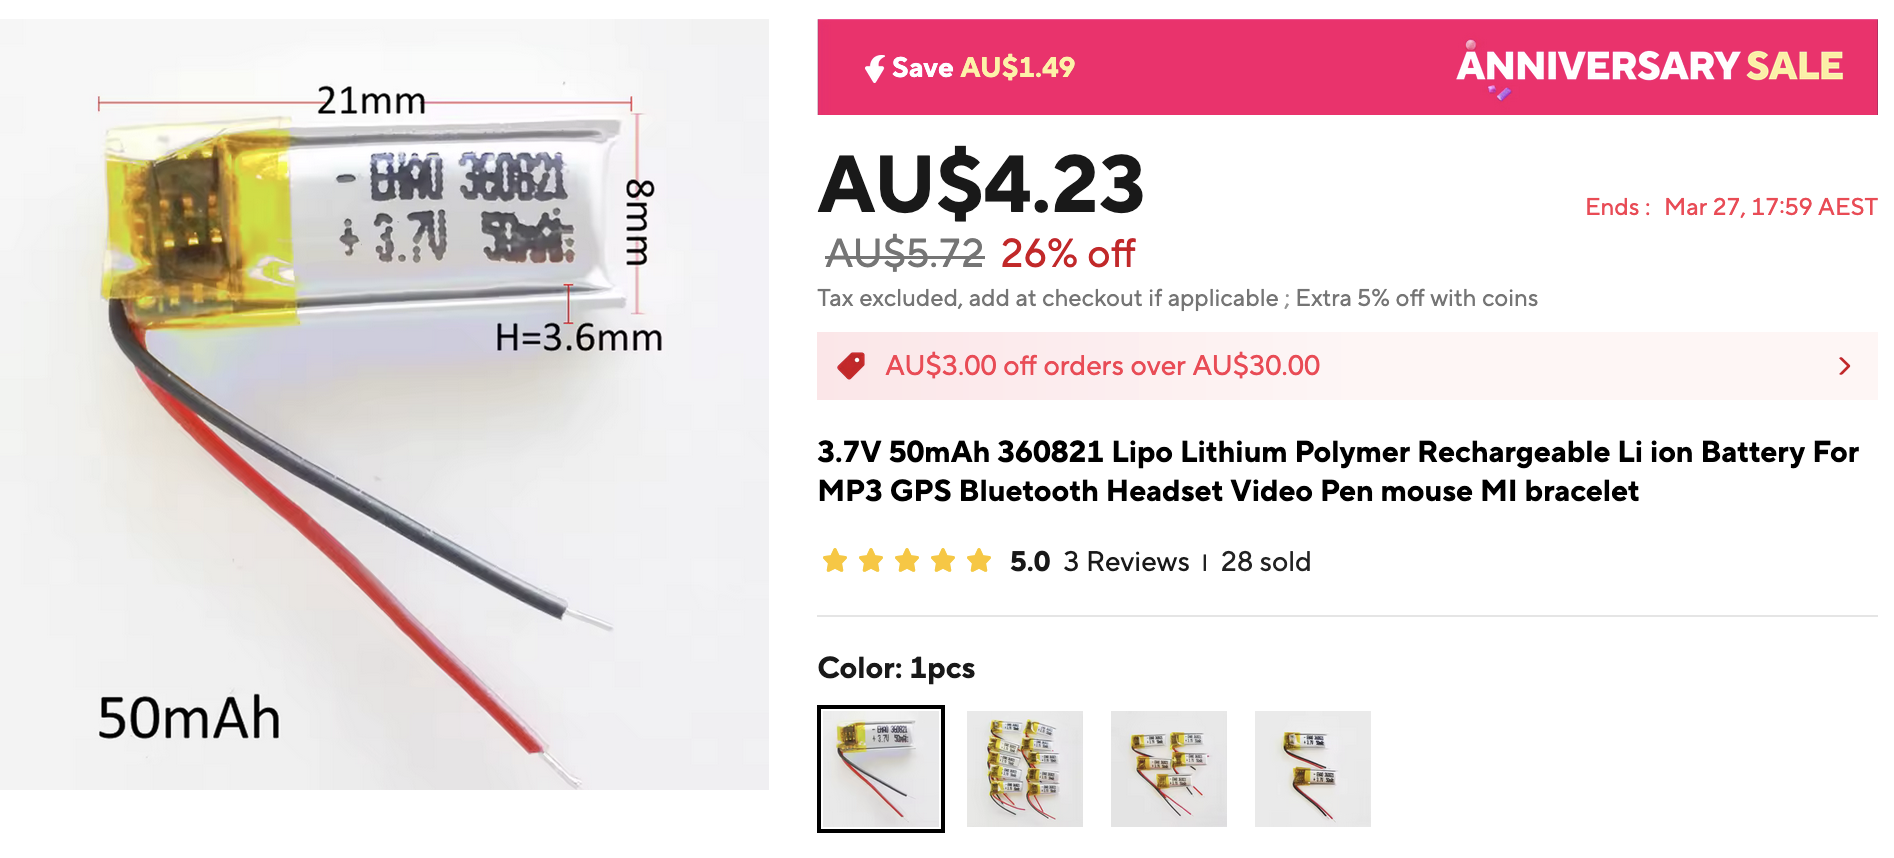 21mm
- EHAO 360821
+ 3.7V 50mAh
8mm
H=3.6mm
50mAh
Save AU$1.49
ANNIVERSARY SALE
AU$4.23
Ends : Mar 27, 17:59 AEST
AU$5.72 26% off
Tax excluded, add at checkout if applicable ; Extra 5% off with coins
AU$3.00 off orders over AU$30.00
3.7V 50mAh 360821 Lipo Lithium Polymer Rechargeable Li ion Battery For
MP3 GPS Bluetooth Headset Video Pen mouse MI bracelet
5.0 3 Reviews 28 sold
Color: 1pcs